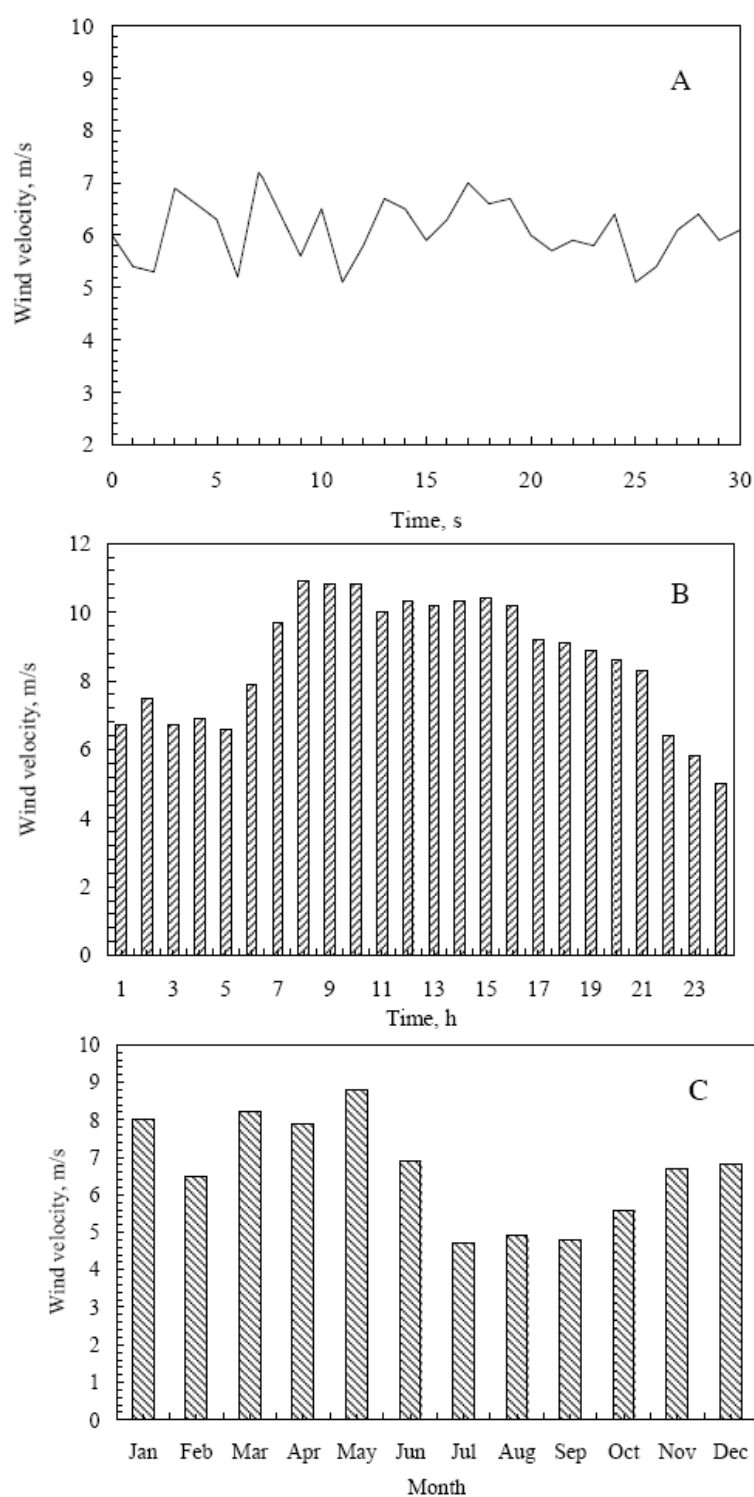 10
A
9
8
7
6
5
4
3
2
Wind velocity, m/s
0 5 10 15 20 25 30
Time, s
12
B
10
8
6
4
2
0
Wind velocity, m/s
1 3 5 7 9 11 13 15 17 19 21 23
Time, h
10
C
9
8
7
6
5
4
3
2
1
0
Wind velocity, m/s
Jan Feb Mar Apr May Jun Jul Aug Sep Oct Nov Dec
Month